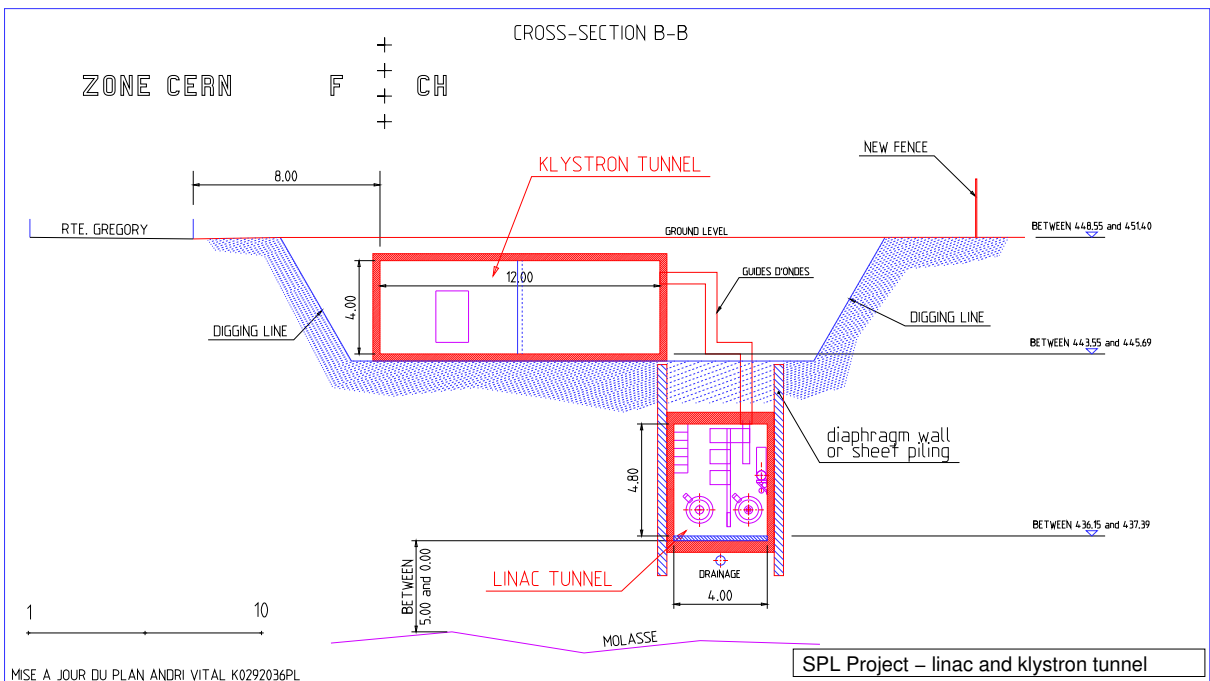 CROSS-SECTION B-B
ZONE CERN F CH
NEW FENCE
KLYSTRON TUNNEL
8.00
RTE. GREGORY
GROUND LEVEL
BETWEEN 448.55 and 451.40
12.00
GUIDES D'ONDES
4.00
DIGGING LINE
DIGGING LINE
BETWEEN 443.55 and 445.69
diaphragm wall
or sheet piling
4.80
BETWEEN 436.15 and 437.39
BETWEEN
5.00 and 0.00
LINAC TUNNEL
DRAINAGE
4.00
1 10
MOLASSE
SPL Project – linac and klystron tunnel
MISE A JOUR DU PLAN ANDRI VITAL K0292036PL